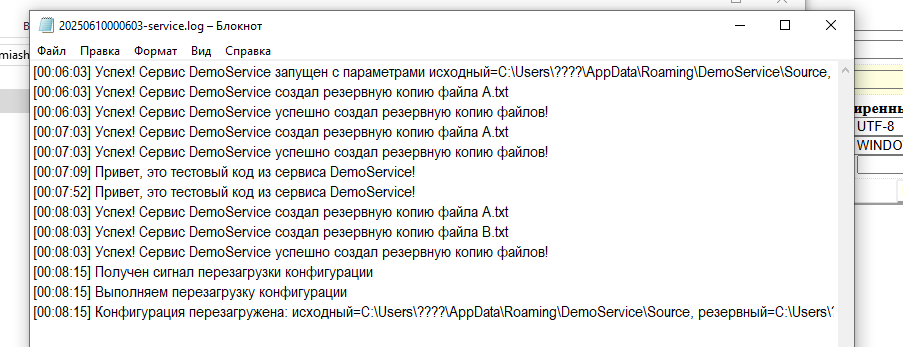 20250610000603-service.log – Блокнот
Файл Правка Формат Вид Справка
[00:06:03] Успех! Сервис DemoService запущен с параметрами исходный=C:\Users\????\AppData\Roaming\DemoService\Source,
[00:06:03] Успех! Сервис DemoService создал резервную копию файла A.txt
[00:06:03] Успех! Сервис DemoService успешно создал резервную копию файлов!
[00:07:03] Успех! Сервис DemoService создал резервную копию файла A.txt
[00:07:03] Успех! Сервис DemoService успешно создал резервную копию файлов!
[00:07:09] Привет, это тестовый код из сервиса DemoService!
[00:07:52] Привет, это тестовый код из сервиса DemoService!
[00:08:03] Успех! Сервис DemoService создал резервную копию файла A.txt
[00:08:03] Успех! Сервис DemoService создал резервную копию файла B.txt
[00:08:03] Успех! Сервис DemoService успешно создал резервную копию файлов!
[00:08:15] Получен сигнал перезагрузки конфигурации
[00:08:15] Выполняем перезагрузку конфигурации
[00:08:15] Конфигурация перезагружена: исходный=C:\Users\????\AppData\Roaming\DemoService\Source, резервный=C:\Users\?
miash
UTF-8
WINDO